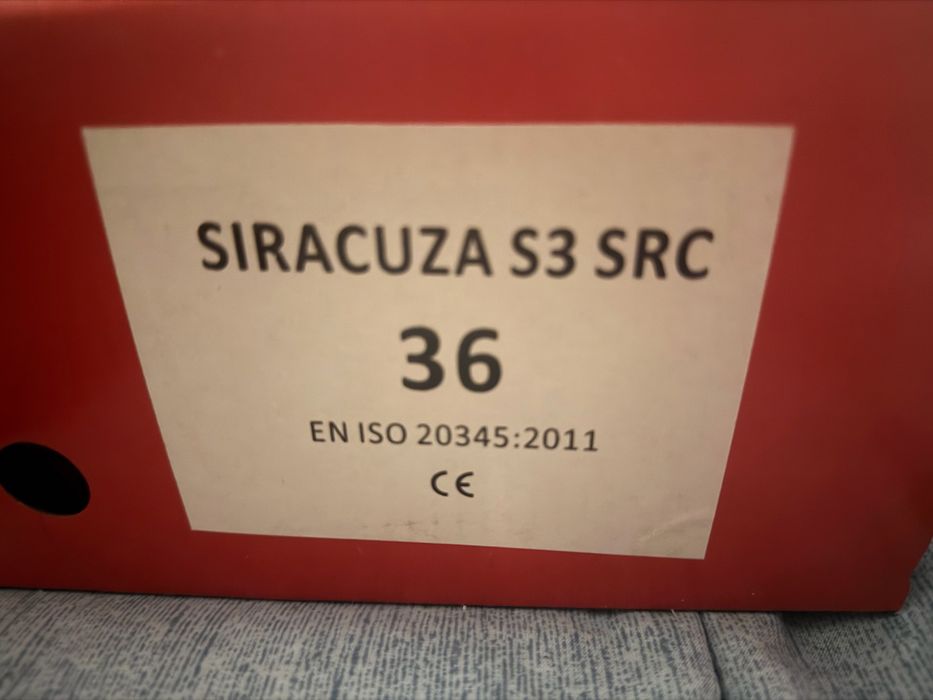 SIRACUZA S3 SRC
36
EN ISO 20345:2011
CE